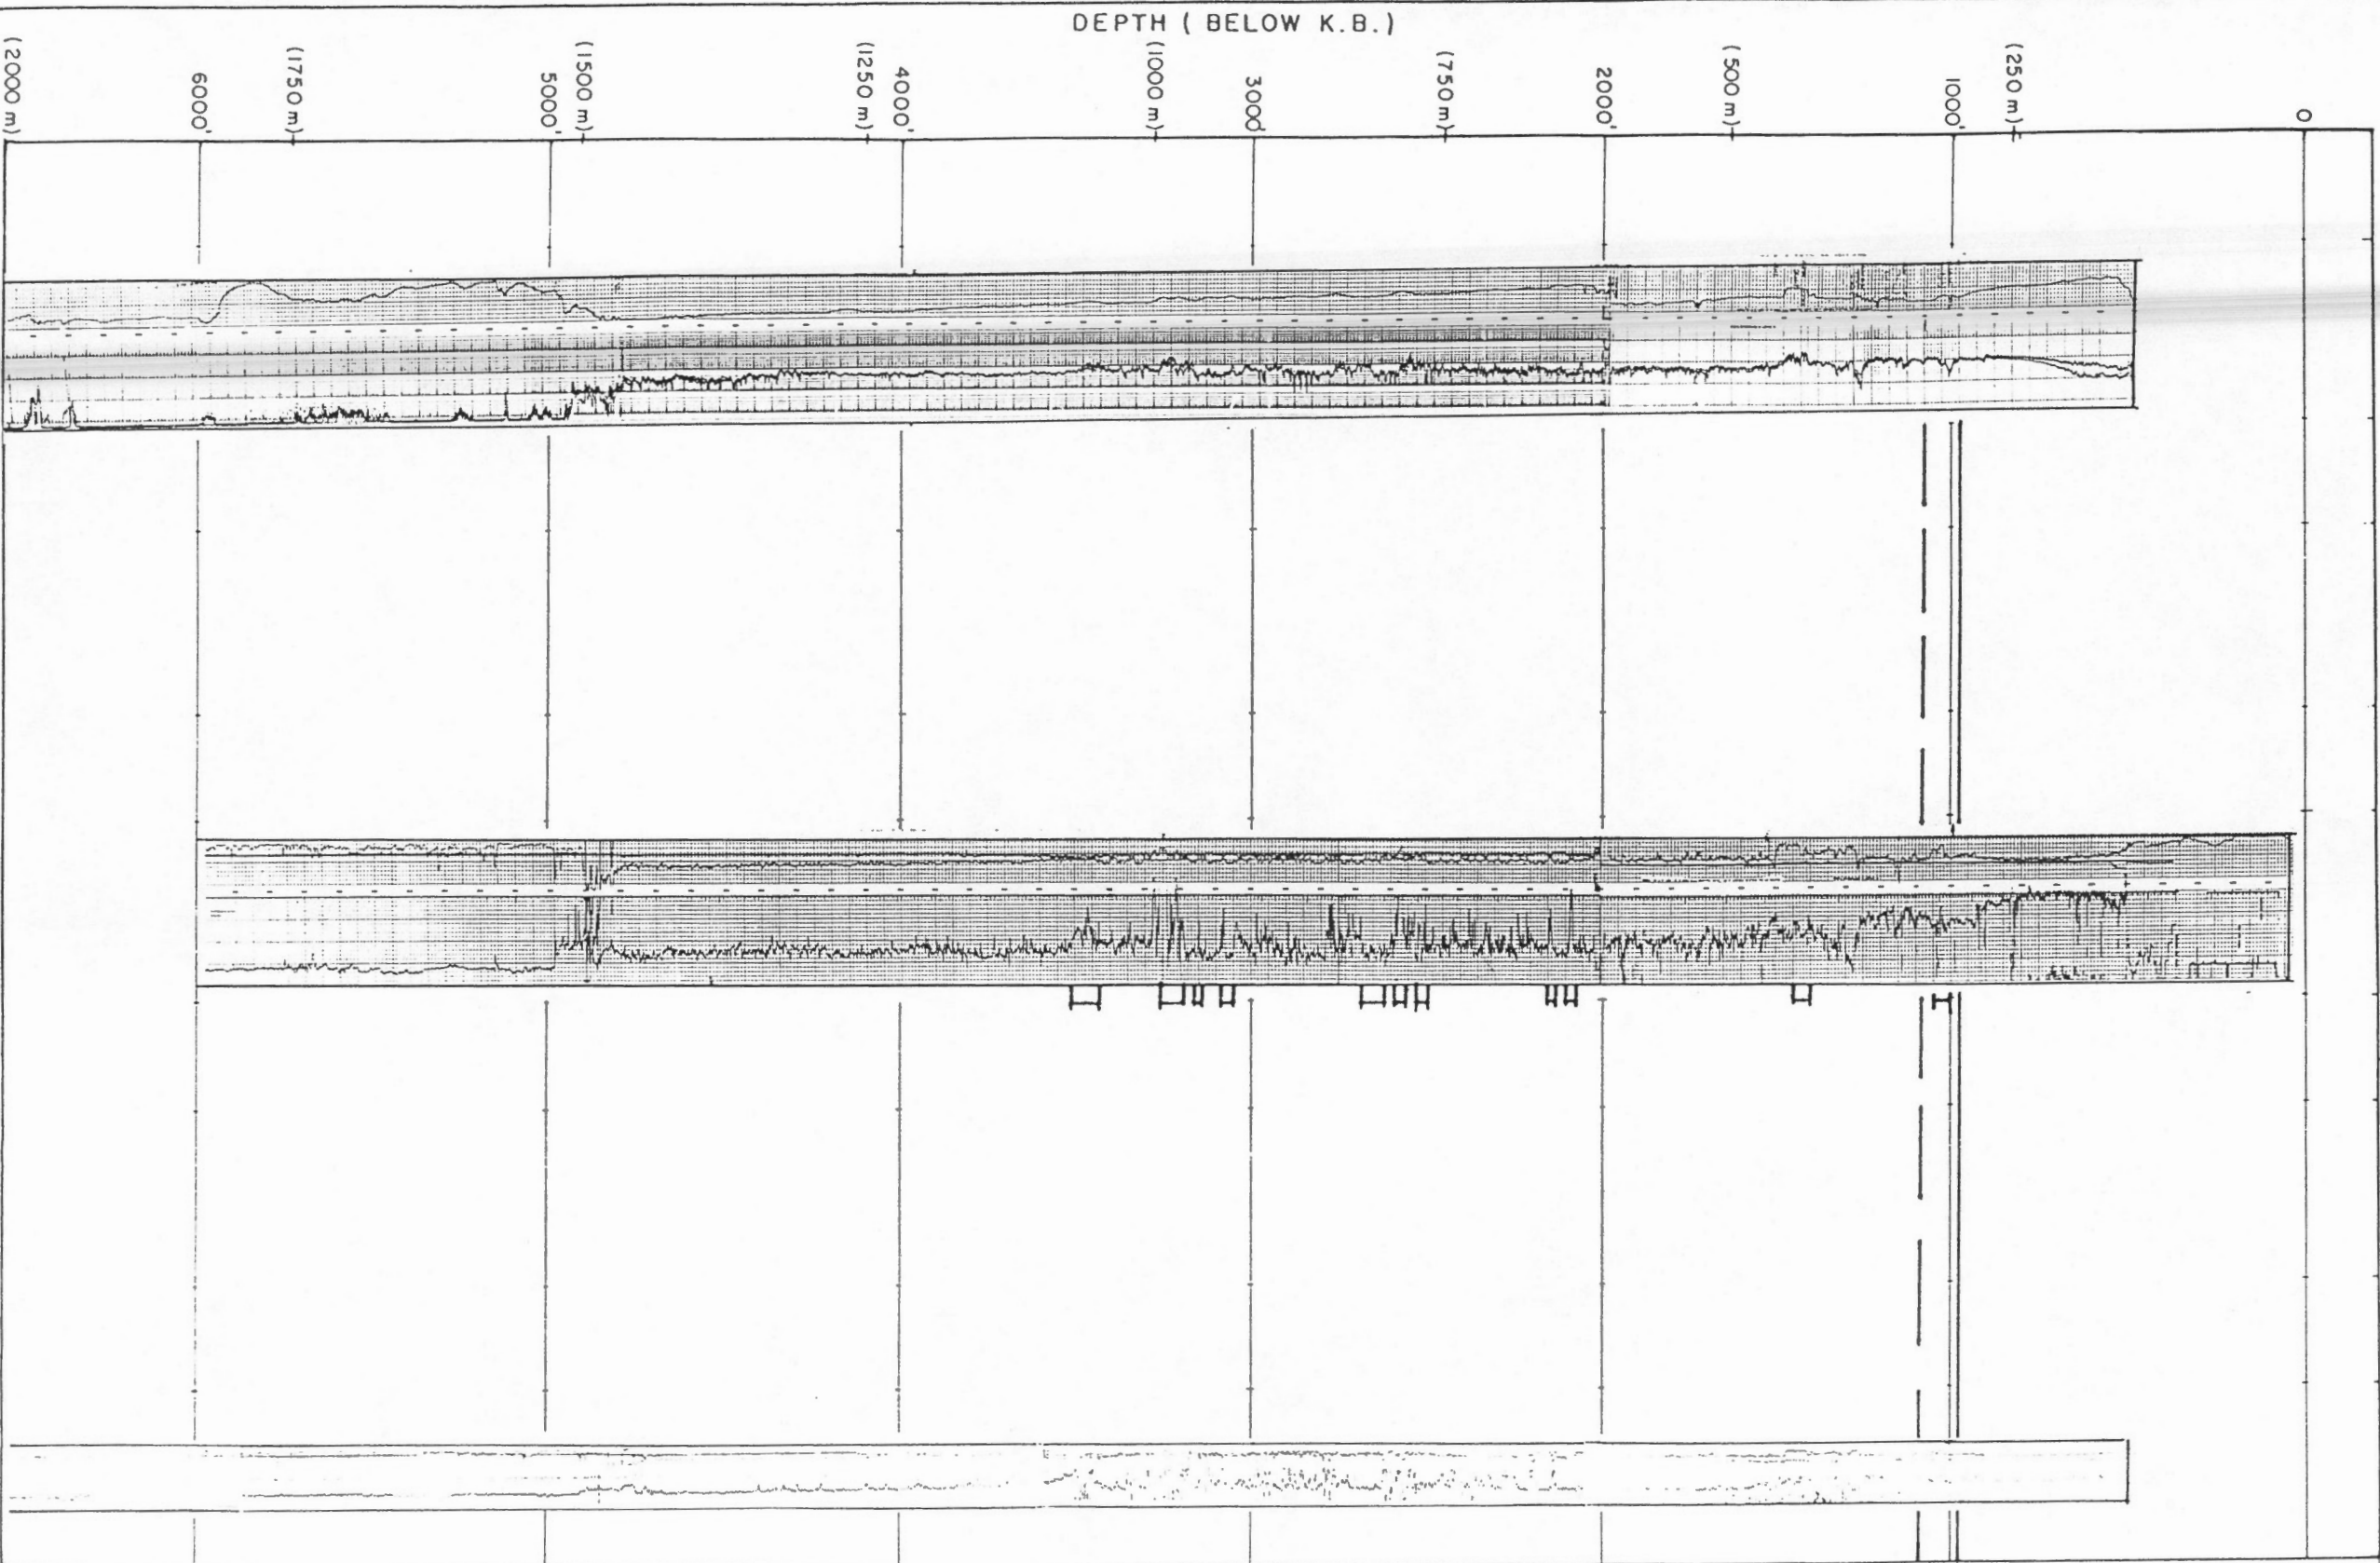 DEPTH ( BELOW K.B.)
(2000 m)
6000'
(1750 m)
5000'
(1500 m)
(1250 m)
4000'
(1000 m)
3000'
(750 m)
2000'
(500 m)
1000'
(250 m)
0